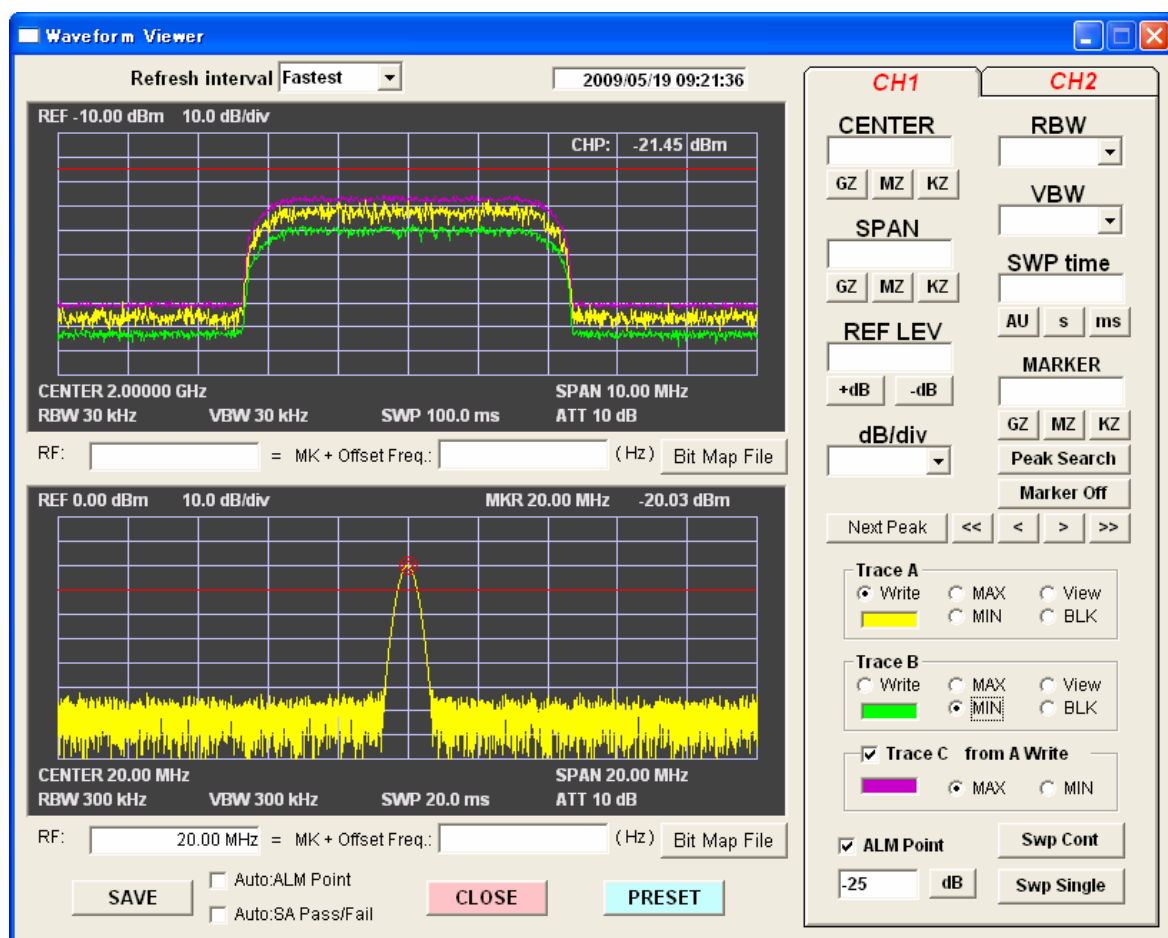 Waveform Viewer
Refresh interval Fastest
2009/05/19 09:21:36
REF -10.00 dBm 10.0 dB/div
CHP: -21.45 dBm
CENTER 2.00000 GHz SPAN 10.00 MHz
RBW 30 kHz VBW 30 kHz SWP 100.0 ms ATT 10 dB
RF: = MK + Offset Freq.: (Hz) Bit Map File
REF 0.00 dBm 10.0 dB/div MKR 20.00 MHz -20.03 dBm
CENTER 20.00 MHz SPAN 20.00 MHz
RBW 300 kHz VBW 300 kHz SWP 20.0 ms ATT 10 dB
RF: 20.00 MHz = MK + Offset Freq.: (Hz) Bit Map File
SAVE
Auto:ALM Point
Auto:SA Pass/Fail
CLOSE
PRESET
CH1 CH2
CENTER
GZ MZ KZ
SPAN
GZ MZ KZ
REF LEV
+dB -dB
dB/div
RBW
VBW
SWP time
AU s ms
MARKER
GZ MZ KZ
Peak Search
Marker Off
Next Peak << < > >>
Trace A
Write MAX View
MIN BLK
Trace B
Write MAX View
MIN BLK
Trace C from A Write
MAX MIN
ALM Point
-25 dB
Swp Cont
Swp Single